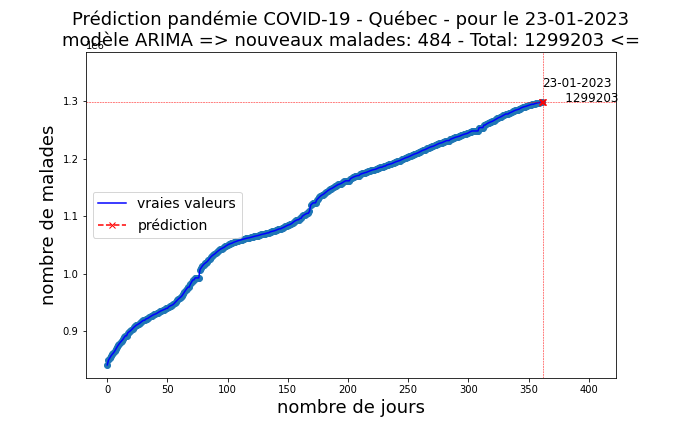 Prédiction pandémie COVID-19 - Québec - pour le 23-01-2023
modèle ARIMA => nouveaux malades: 484 - Total: 1299203 <=
1e6
23-01-2023
1299203
1.3
1.2
1.1
1.0
0.9
vraies valeurs
prédiction
nombre de malades
0 50 100 150 200 250 300 350 400
nombre de jours